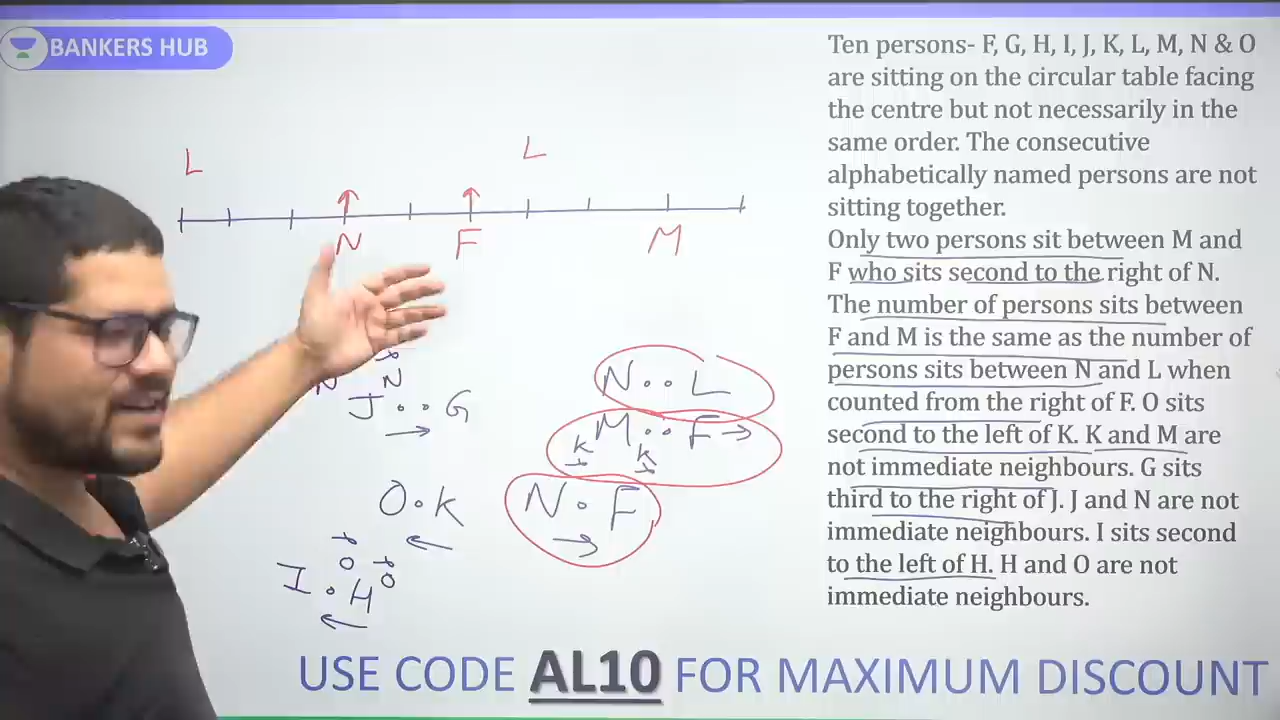 BANKERS HUB
Ten persons- F, G, H, I, J, K, L, M, N & O
are sitting on the circular table facing
the centre but not necessarily in the
same order. The consecutive
alphabetically named persons are not
sitting together.
Only two persons sit between M and
F who sits second to the right of N.
The number of persons sits between
F and M is the same as the number of
persons sits between N and L when
counted from the right of F. O sits
second to the left of K. K and M are
not immediate neighbours. G sits
third to the right of J. J and N are not
immediate neighbours. I sits second
to the left of H. H and O are not
immediate neighbours.
L L
N F M
N N
J . . G
N . . L
M . . F →
K K
O . K
N . F
O O
I . H
USE CODE AL10 FOR MAXIMUM DISCOUNT